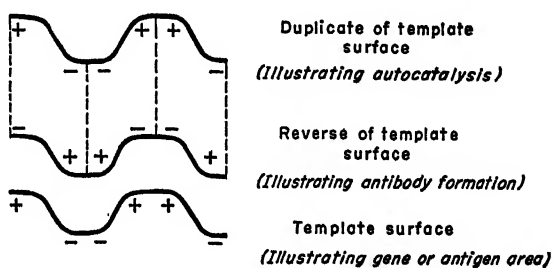 + + +
− − −
Duplicate of template
surface
(Illustrating autocatalysis)
− − −
+ + +
Reverse of template
surface
(Illustrating antibody formation)
+ + +
− − −
Template surface
(Illustrating gene or antigen area)